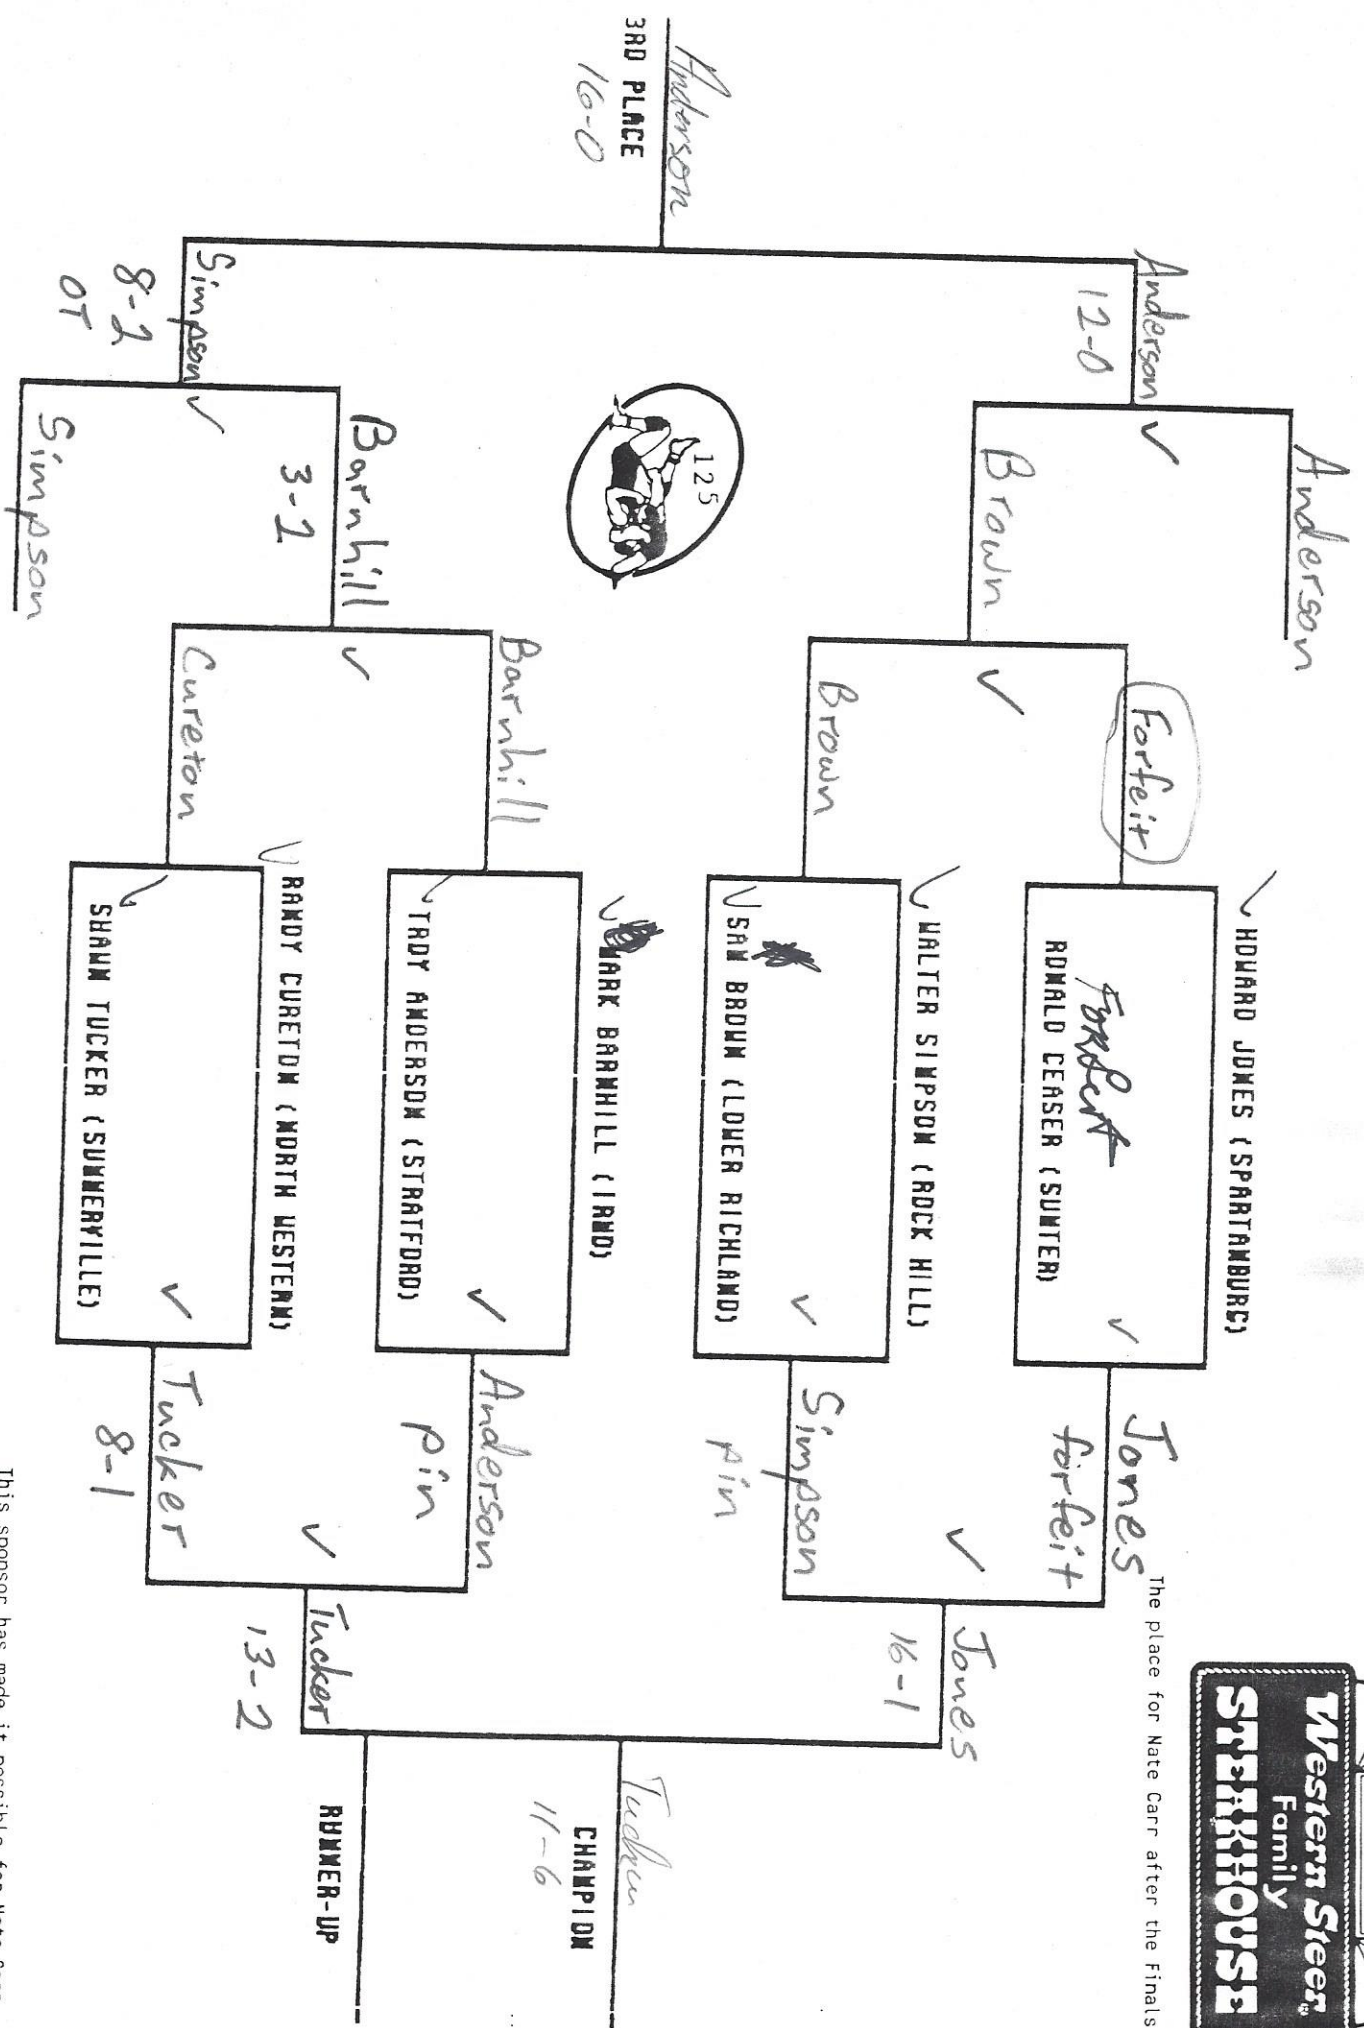 Western Steer
Family
STEAKHOUSE
The place for Nate Carr after the Finals
Anderson
HOWARD JONES (SPARTANBURG)
Anderson
12-0
Forfeit
Forfeit
RONALD CEASER (SUMTER)
Jones
forfeit
Brown
WALTER SIMPSON (ROCK HILL)
Jones
16-1
Brown
SAM BROWN (LOWER RICHLAND)
Simpson
pin
125
Anderson
3RD PLACE
16-0
MARK BARNHILL (IRMO)
Tucker
CHAMPION
11-6
Barnhill
TROY ANDERSON (STRATFORD)
Anderson
pin
Barnhill
3-2
RUNNER-UP
RANDY CURETON (NORTH WESTERN)
Tucker
13-2
Simpson
8-2
OT
Cureton
SHAWN TUCKER (SUMMERVILLE)
Tucker
8-1
Simpson
This sponsor has made it possible for Nate Carr